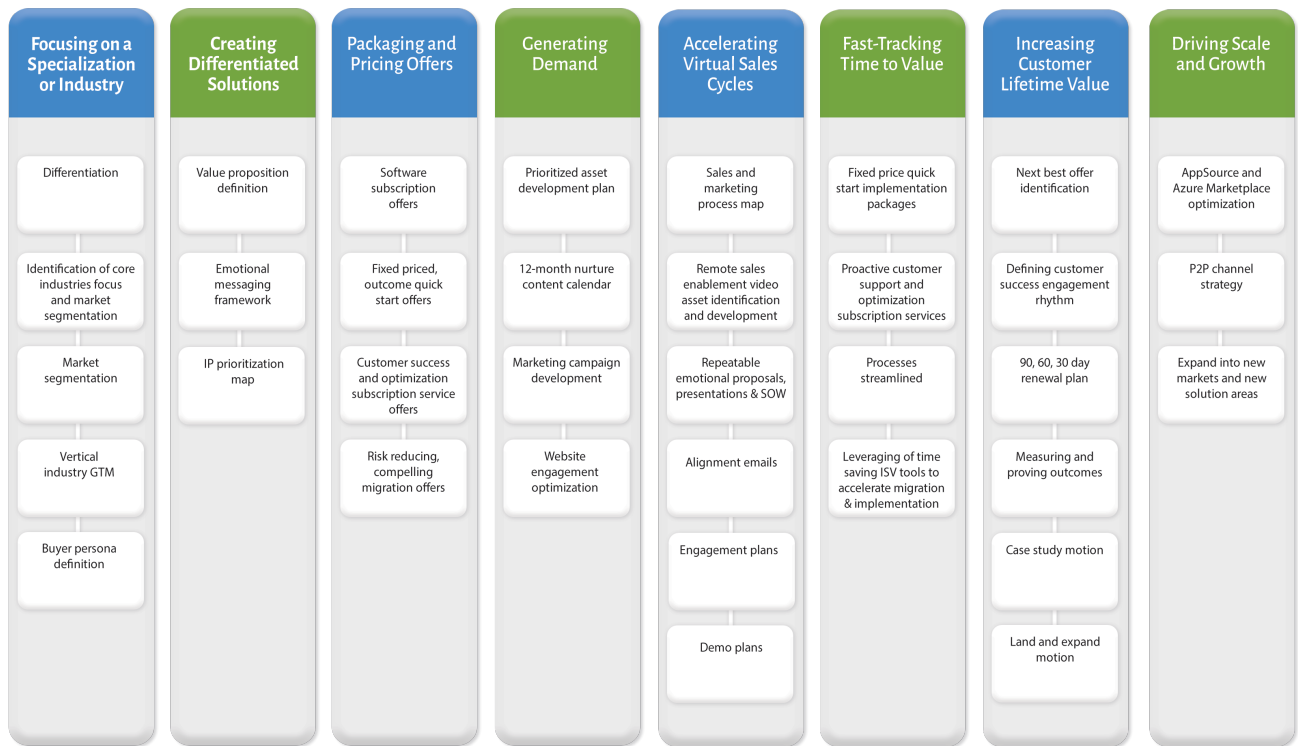 Focusing on a
Specialization
or Industry
Differentiation
Identification of core
industries focus
and market
segmentation
Market
segmentation
Vertical
industry GTM
Buyer persona
definition
Creating
Differentiated
Solutions
Value proposition
definition
Emotional
messaging
framework
IP prioritization
map
Packaging and
Pricing Offers
Software
subscription
offers
Fixed priced,
outcome quick
start offers
Customer success
and optimization
subscription service
offers
Risk reducing,
compelling
migration offers
Generating
Demand
Prioritized asset
development plan
12-month nurture
content calendar
Marketing campaign
development
Website
engagement
optimization
Accelerating
Virtual Sales
Cycles
Sales and
marketing
process map
Remote sales
enablement video
asset identification
and development
Repeatable
emotional proposals,
presentations & SOW
Alignment emails
Engagement plans
Demo plans
Fast-Tracking
Time to Value
Fixed price quick
start implementation
packages
Proactive customer
support and
optimization
subscription services
Processes
streamlined
Leveraging of time
saving ISV tools to
accelerate migration
& implementation
Increasing
Customer
Lifetime Value
Next best offer
identification
Defining customer
success engagement
rhythm
90, 60, 30 day
renewal plan
Measuring and
proving outcomes
Case study motion
Land and expand
motion
Driving Scale
and Growth
AppSource and
Azure Marketplace
optimization
P2P channel
strategy
Expand into new
markets and new
solution areas